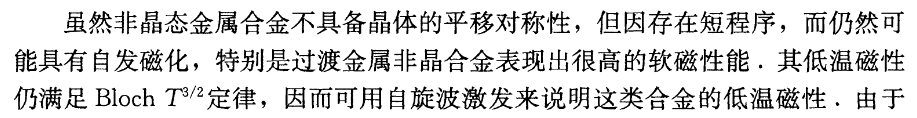 虽然非晶态金属合金不具备晶体的平移对称性，但因存在短程序，而仍然可
能具有自发磁化，特别是过渡金属非晶合金表现出很高的软磁性能．其低温磁性
仍满足 Bloch T^{3/2}定律，因而可用自旋波激发来说明这类合金的低温磁性．由于